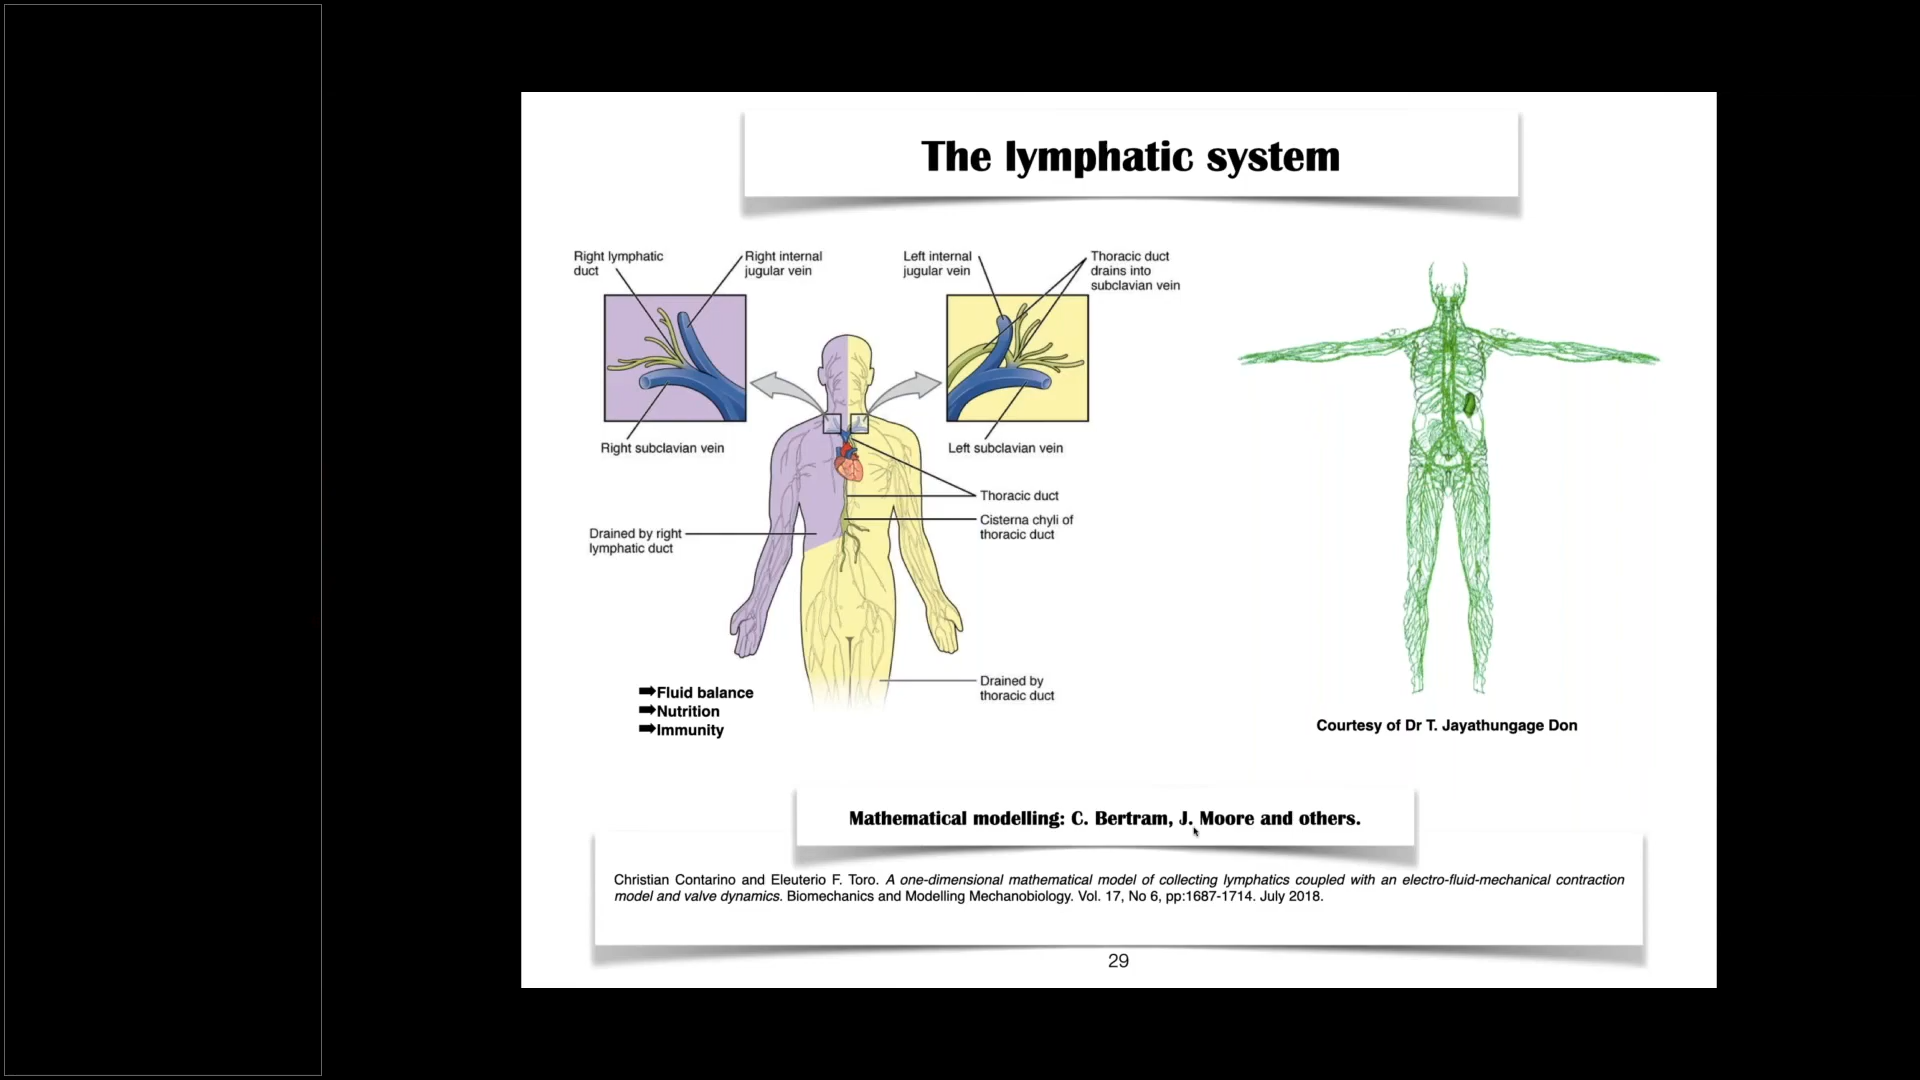 The lymphatic system
Right lymphatic
duct
Right internal
jugular vein
Left internal
jugular vein
Thoracic duct
drains into
subclavian vein
Right subclavian vein
Left subclavian vein
Thoracic duct
Cisterna chyli of
thoracic duct
Drained by right
lymphatic duct
Drained by
thoracic duct
➡Fluid balance
➡Nutrition
➡Immunity
Courtesy of Dr T. Jayathungage Don
Mathematical modelling: C. Bertram, J. Moore and others.
Christian Contarino and Eleuterio F. Toro. A one-dimensional mathematical model of collecting lymphatics coupled with an electro-fluid-mechanical contraction
model and valve dynamics. Biomechanics and Modelling Mechanobiology. Vol. 17, No 6, pp:1687-1714. July 2018.
29